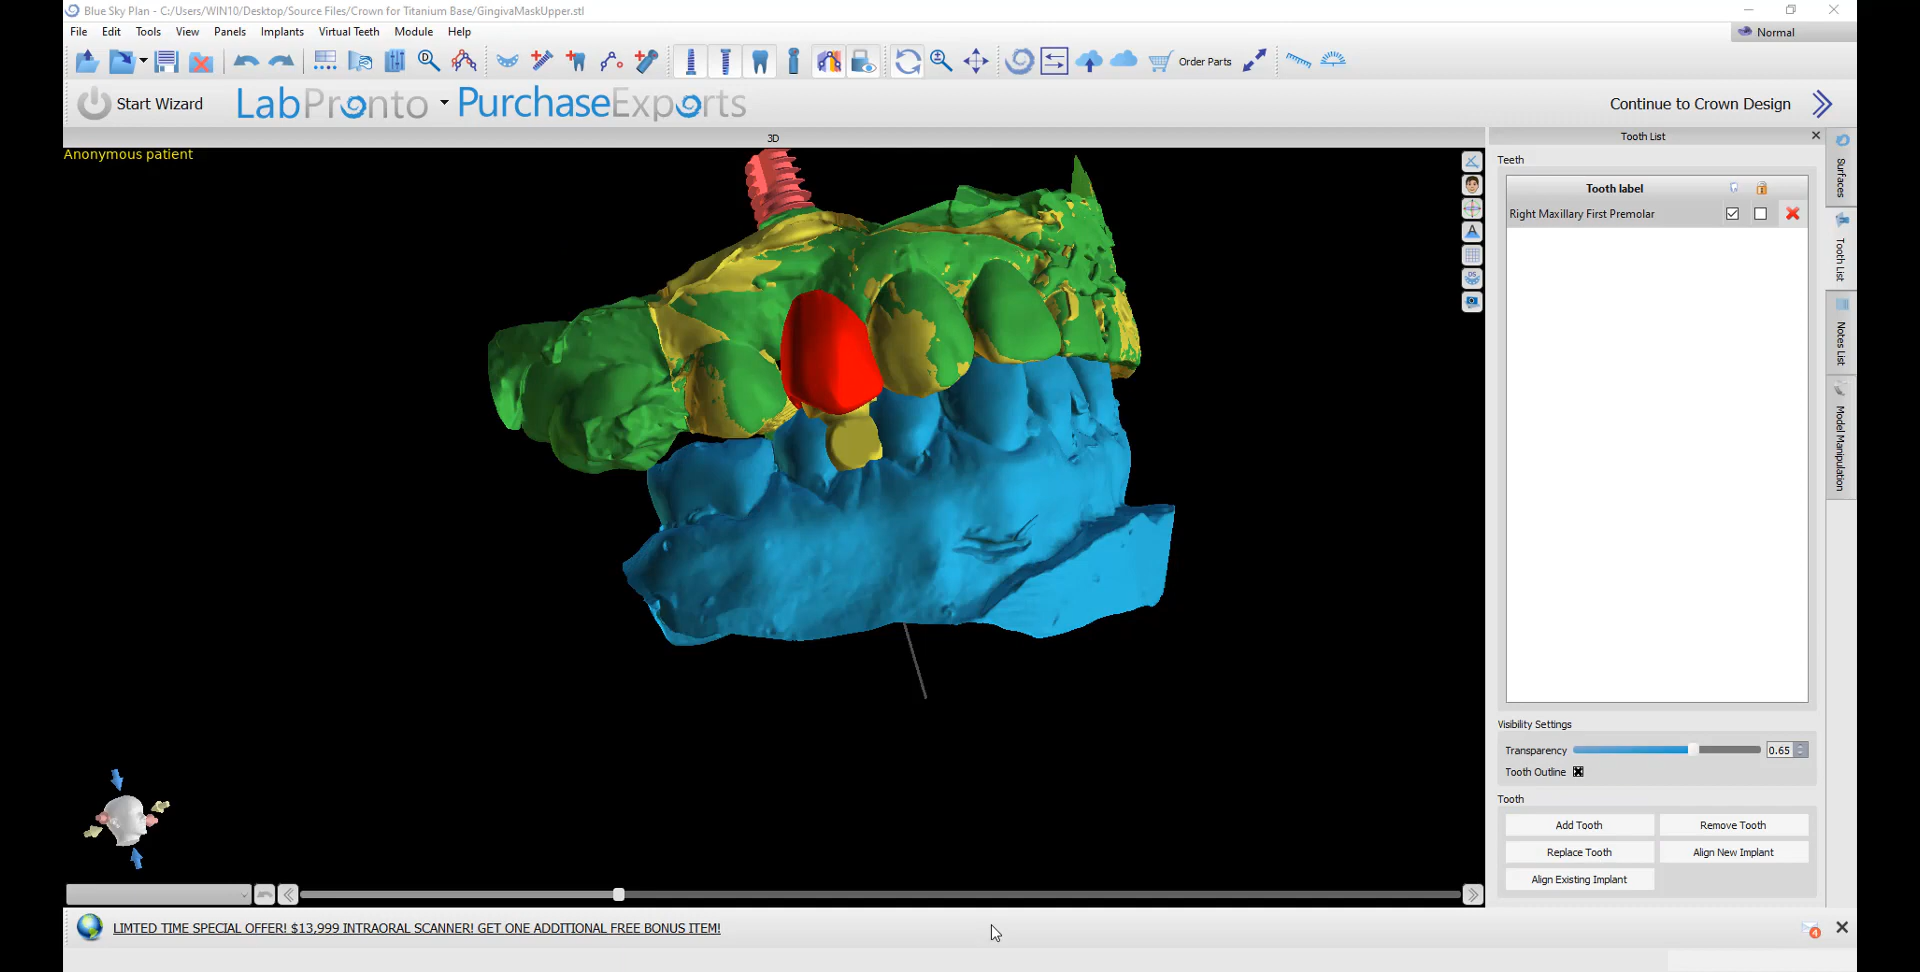 Blue Sky Plan - C:/Users/WIN10/Desktop/Source Files/Crown for Titanium Base/GingivaMaskUpper.stl
File Edit Tools View Panels Implants Virtual Teeth Module Help
Normal
Order Parts
Start Wizard
LabPronto
PurchaseExports
Continue to Crown Design
3D
Tooth List
Anonymous patient
Teeth
Tooth label
Right Maxillary First Premolar
Surfaces
Tooth List
Notes List
Model Manipulation
Visibility Settings
Transparency
0.65
Tooth Outline
Tooth
Add Tooth
Remove Tooth
Replace Tooth
Align New Implant
Align Existing Implant
LIMTED TIME SPECIAL OFFER! $13,999 INTRAORAL SCANNER! GET ONE ADDITIONAL FREE BONUS ITEM!
4